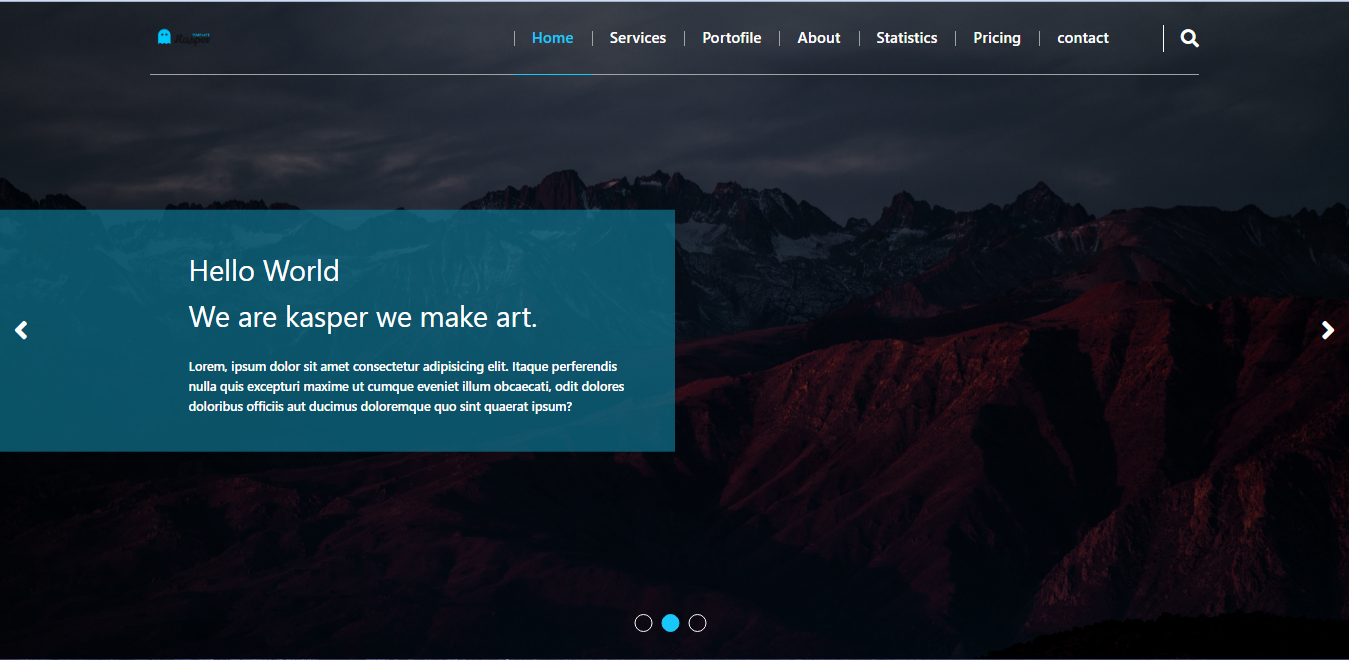 TEMPLATE
Kasper
Home
Services
Portofile
About
Statistics
Pricing
contact
Hello World
We are kasper we make art.
Lorem, ipsum dolor sit amet consectetur adipisicing elit. Itaque perferendis
nulla quis excepturi maxime ut cumque eveniet illum obcaecati, odit dolores
doloribus officiis aut ducimus doloremque quo sint quaerat ipsum?